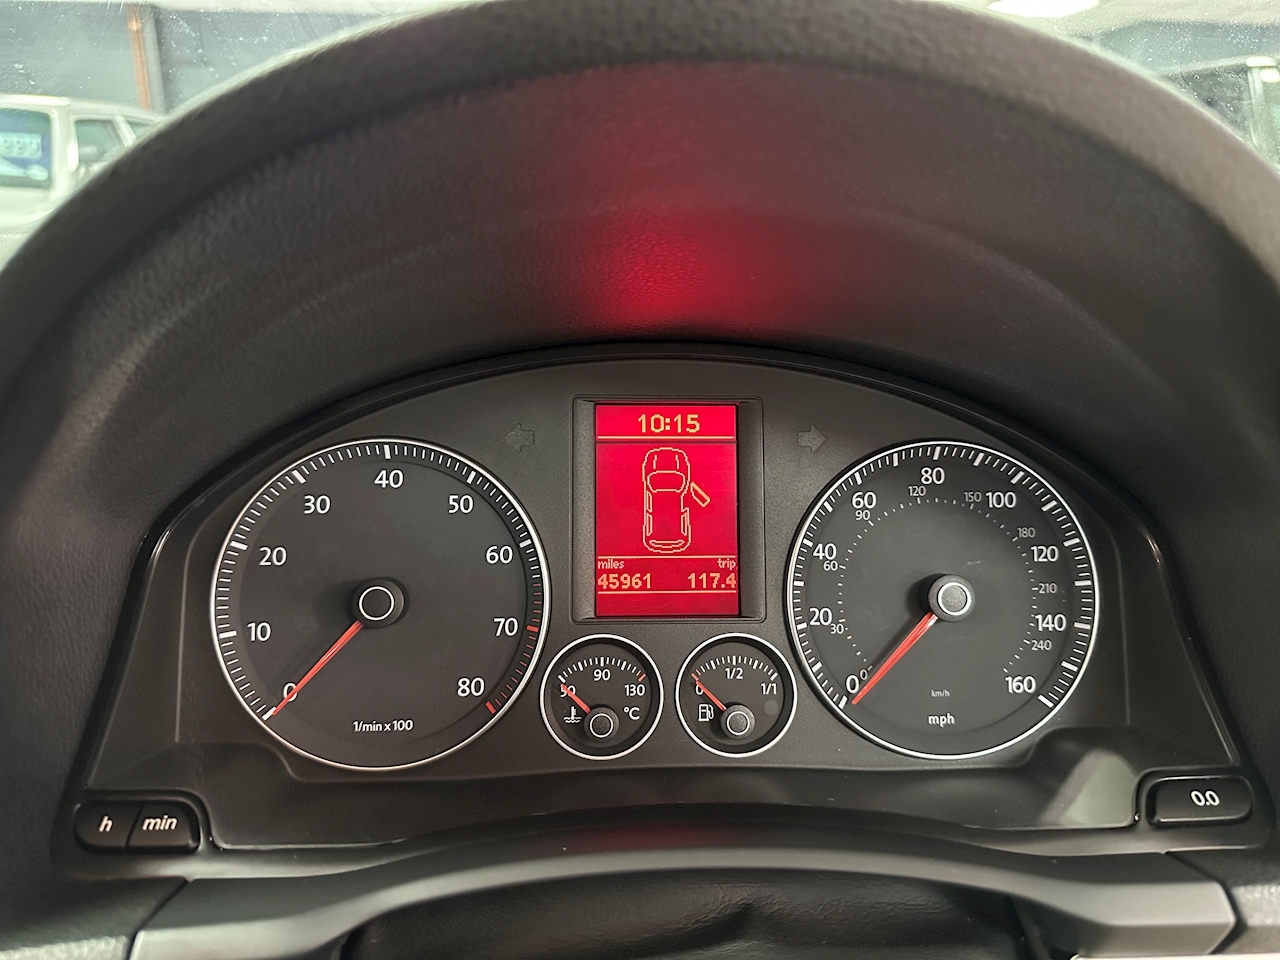 10:15
miles trip
45961 117.4
0 10 20 30 40 50 60 70 80
1/min x 100
50 90 130
°C
0 1/2 1/1
0 20 40 60 80 100 120 140 160
0 30 60 90 120 150 180 210 240
km/h
mph
h min
0.0